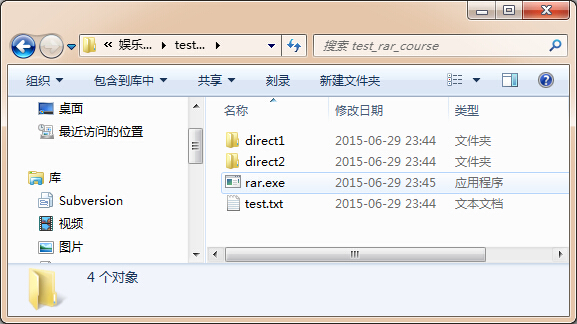 « 娱乐... ▸ test... ▸
搜索 test_rar_course
组织 包含到库中 共享 刻录 新建文件夹
桌面
最近访问的位置
库
Subversion
视频
图片
名称 修改日期 类型
direct1 2015-06-29 23:44 文件夹
direct2 2015-06-29 23:44 文件夹
rar.exe 2015-06-29 23:45 应用程序
test.txt 2015-06-29 23:44 文本文档
4 个对象